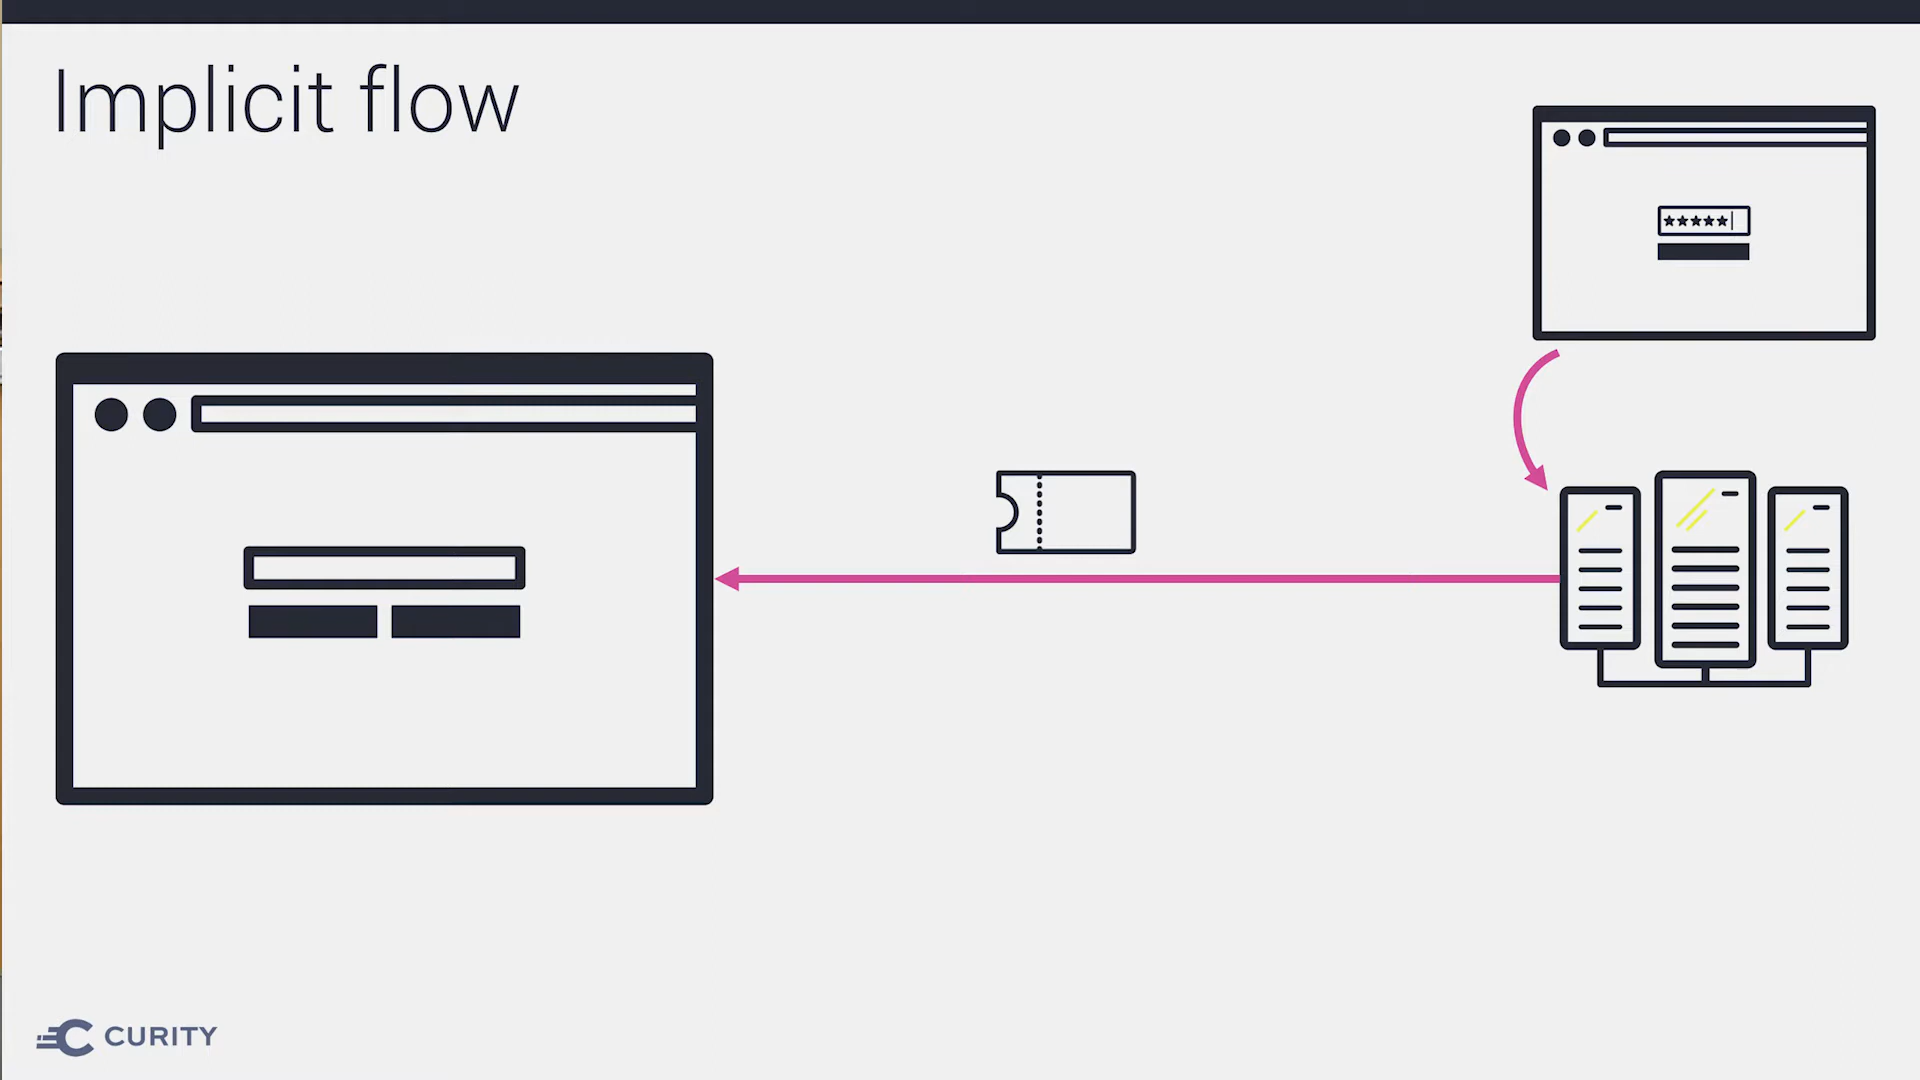 Implicit flow
★★★★★
CURITY